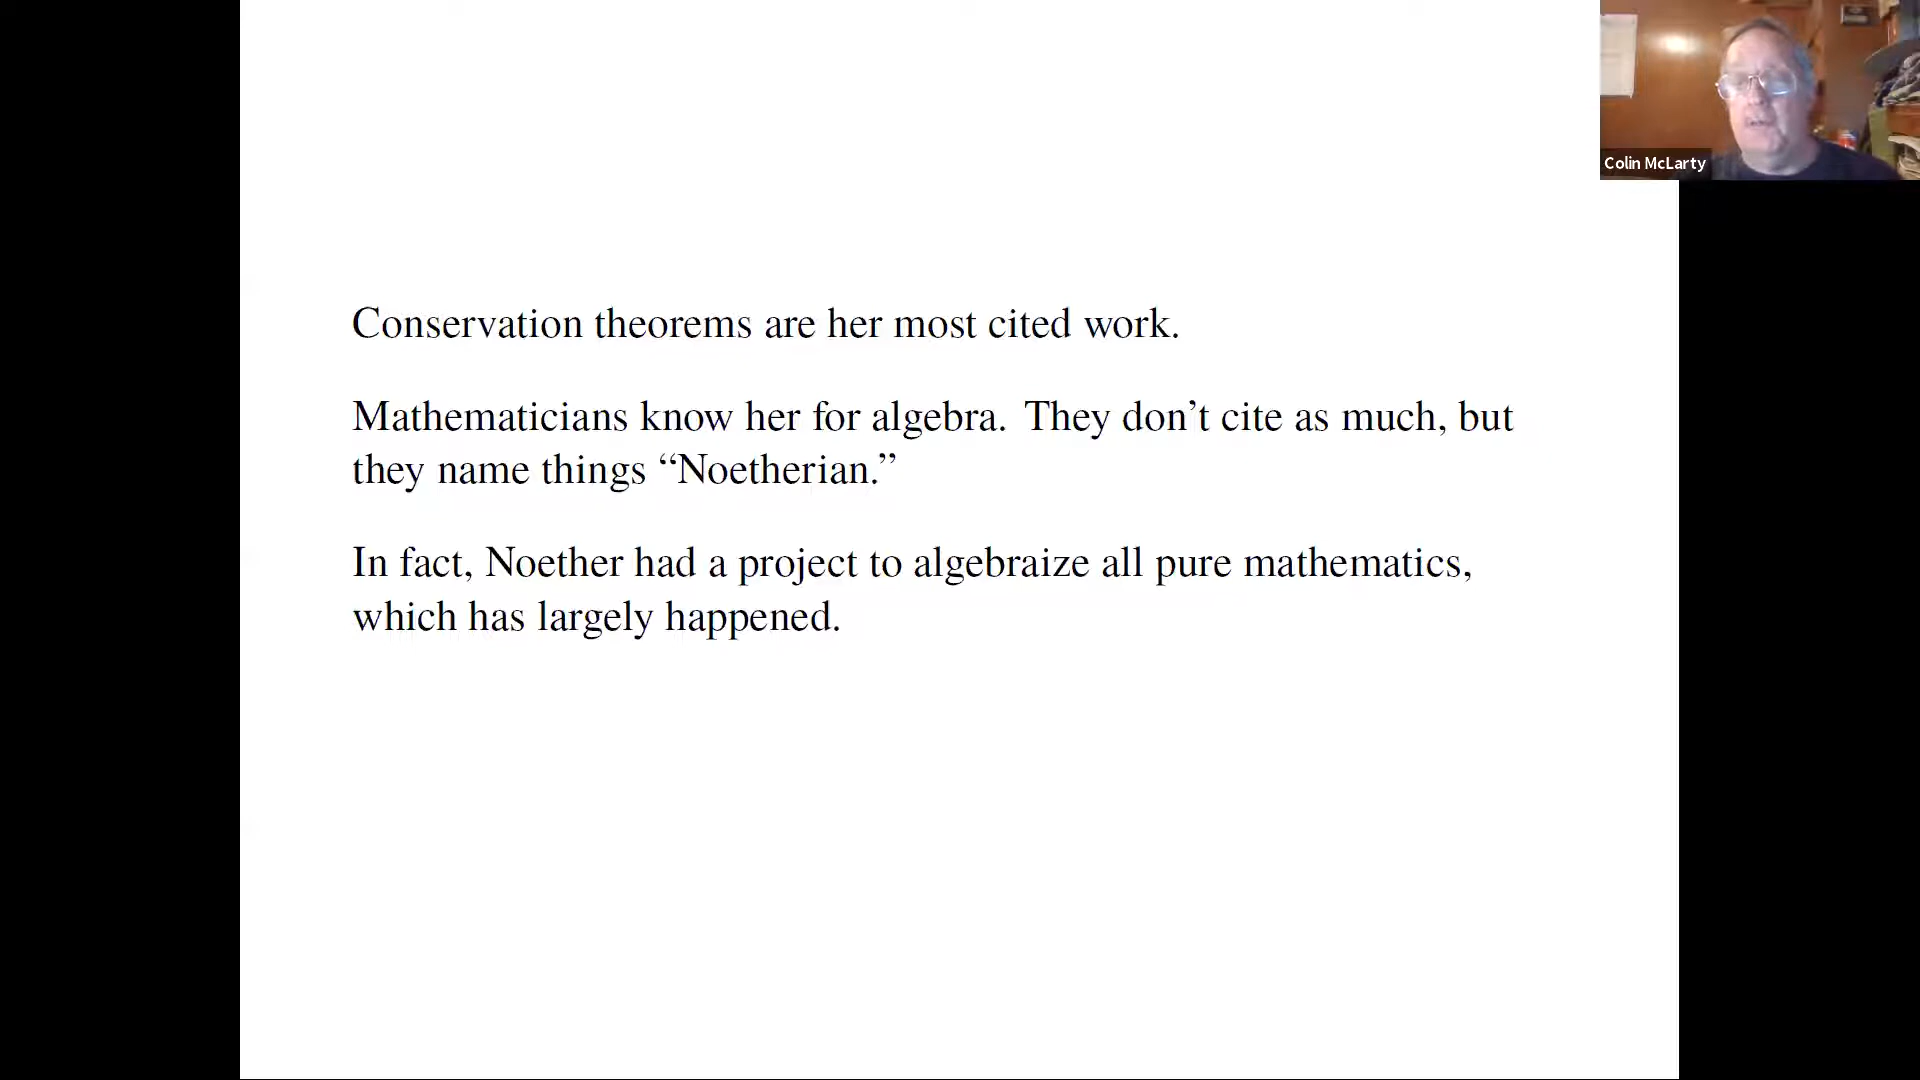 Colin McLarty
Conservation theorems are her most cited work.
Mathematicians know her for algebra. They don’t cite as much, but
they name things “Noetherian.”
In fact, Noether had a project to algebraize all pure mathematics,
which has largely happened.